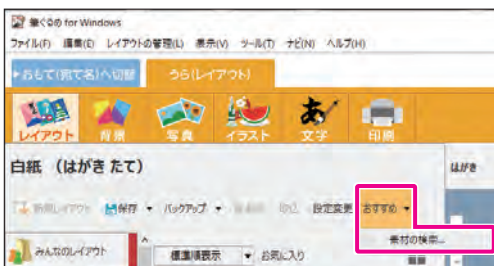 筆ぐるめ for Windows
ファイル(F) 編集(E) レイアウトの管理(L) 表示(V) ツール(T) ナビ(N) ヘルプ(H)
▸おもて(宛て名)へ切替 うら(レイアウト)
レイアウト 背景 写真 イラスト 文字 印刷
白紙 (はがき たて) はがき
新規レイアウト 保存 バックアップ 設定変更 おすすめ
素材の検索...
みんなのレイアウト 標準順表示 お気に入り